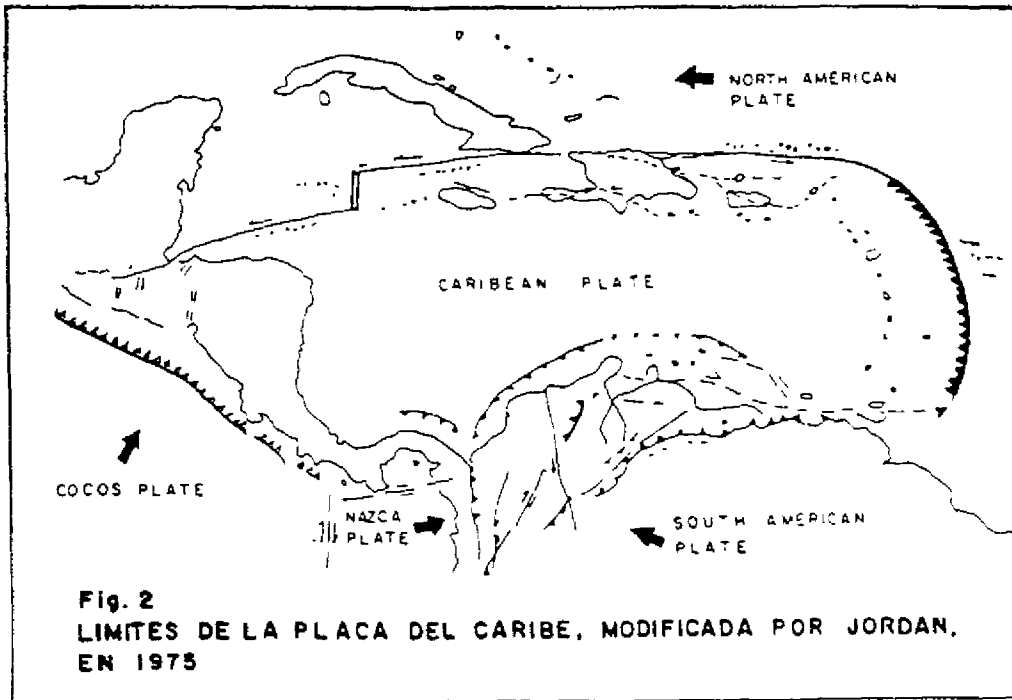 NORTH AMERICAN
PLATE
CARIBEAN PLATE
COCOS PLATE
NAZCA
PLATE
SOUTH AMERICAN
PLATE
Fig. 2
LIMITES DE LA PLACA DEL CARIBE, MODIFICADA POR JORDAN,
EN 1975